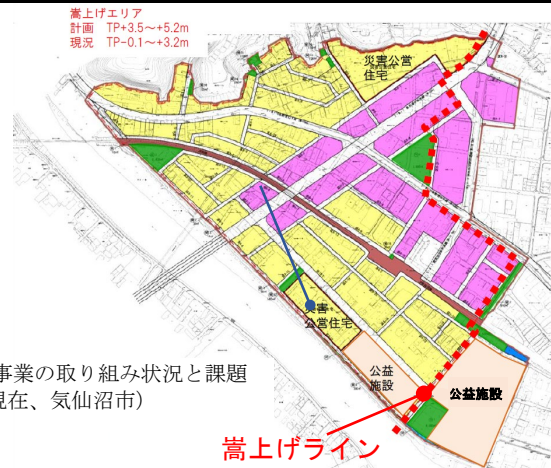 嵩上げエリア
計画 TP+3.5～+5.2m
現況 TP-0.1～+3.2m
災害公営
住宅
災害
公営住宅
公益
施設
公益施設
事業の取り組み状況と課題
現在、気仙沼市）
嵩上げライン